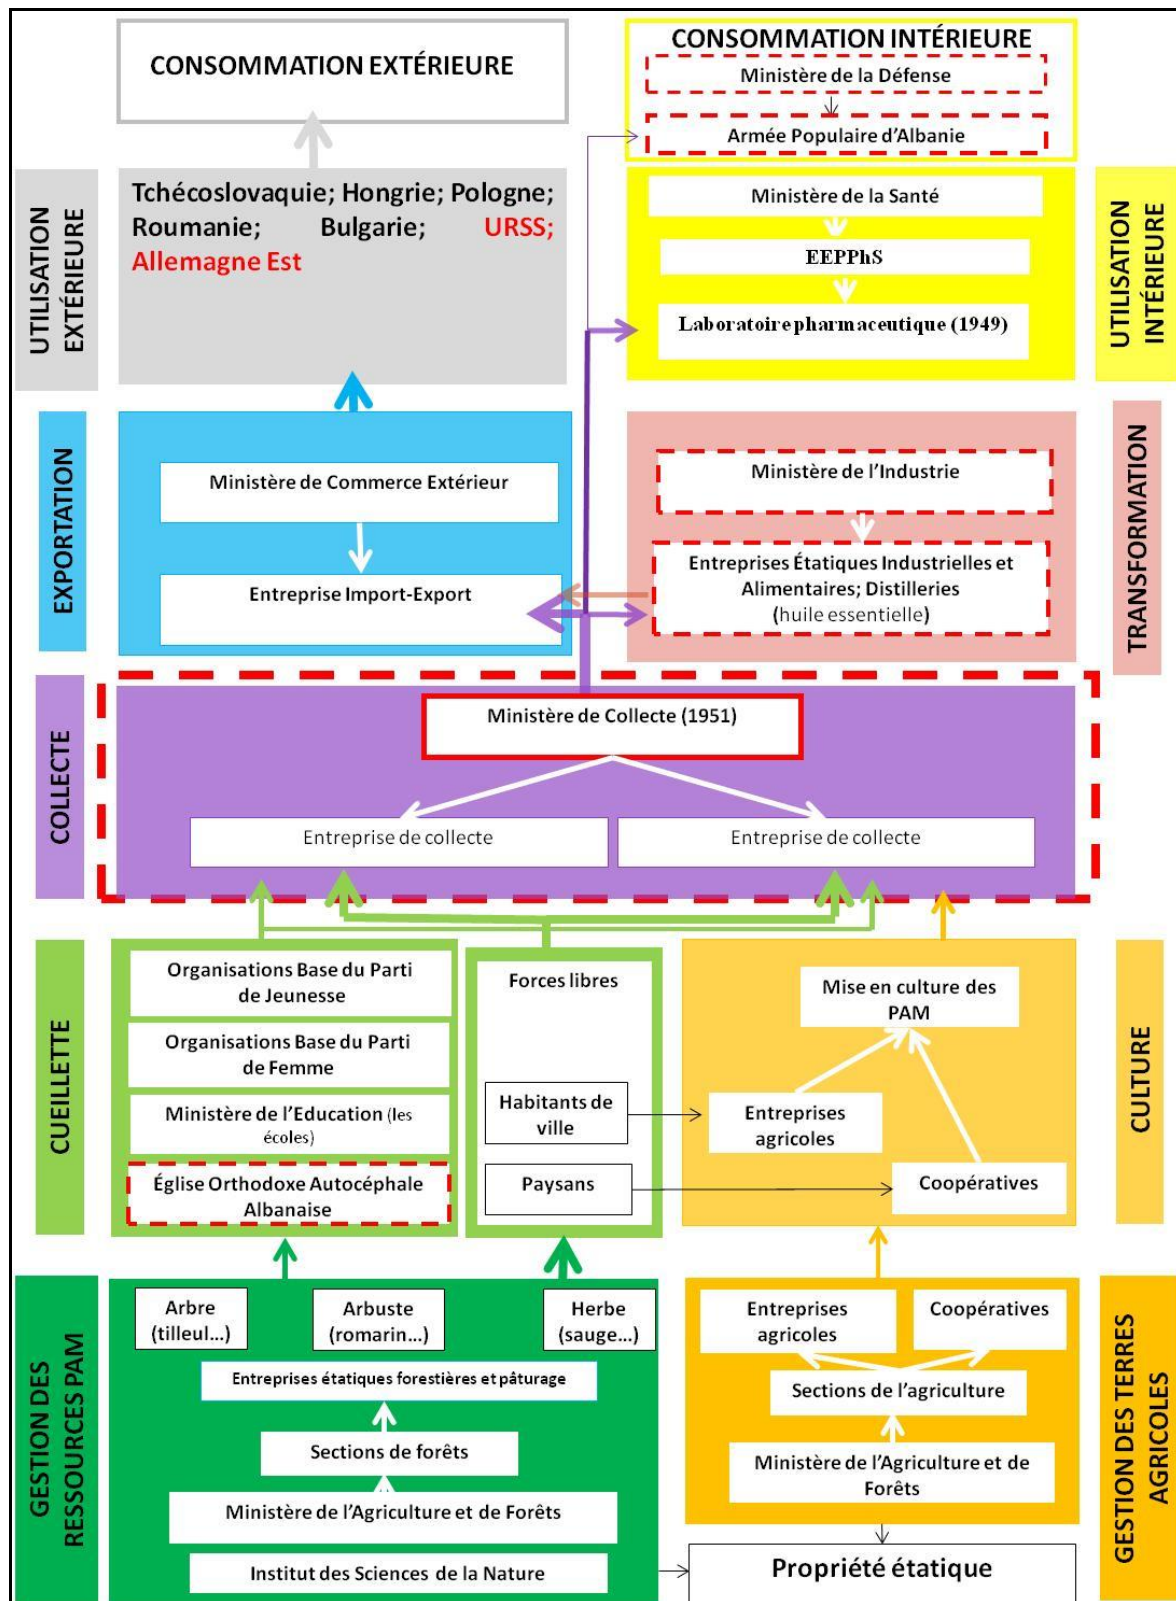 CONSOMMATION EXTÉRIEURE
CONSOMMATION INTÉRIEURE
Ministère de la Défense
Armée Populaire d'Albanie
UTILISATION
EXTÉRIEURE
Tchécoslovaquie; Hongrie; Pologne;
Roumanie; Bulgarie; URSS;
Allemagne Est
Ministère de la Santé
EEPPhS
Laboratoire pharmaceutique (1949)
UTILISATION
INTÉRIEURE
EXPORTATION
Ministère de Commerce Extérieur
Entreprise Import-Export
Ministère de l'Industrie
Entreprises Étatiques Industrielles et
Alimentaires; Distilleries
(huile essentielle)
TRANSFORMATION
COLLECTE
Ministère de Collecte (1951)
Entreprise de collecte
Entreprise de collecte
CUEILLETTE
Organisations Base du Parti
de Jeunesse
Organisations Base du Parti
de Femme
Ministère de l'Education (les
écoles)
Église Orthodoxe Autocéphale
Albanaise
Forces libres
Habitants de
ville
Paysans
Mise en culture des
PAM
Entreprises
agricoles
Coopératives
CULTURE
GESTION DES
RESSOURCES PAM
Arbre
(tilleul...)
Arbuste
(romarin...)
Herbe
(sauge...)
Entreprises étatiques forestières et pâturage
Sections de forêts
Ministère de l'Agriculture et de Forêts
Institut des Sciences de la Nature
Entreprises
agricoles
Coopératives
Sections de l'agriculture
Ministère de l'Agriculture et de
Forêts
Propriété étatique
GESTION DES TERRES
AGRICOLES